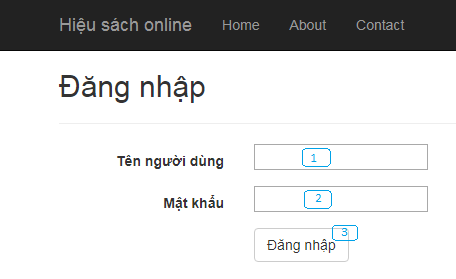 Hiệu sách online Home About Contact
Đăng nhập
Tên người dùng 1
Mật khẩu 2
Đăng nhập 3